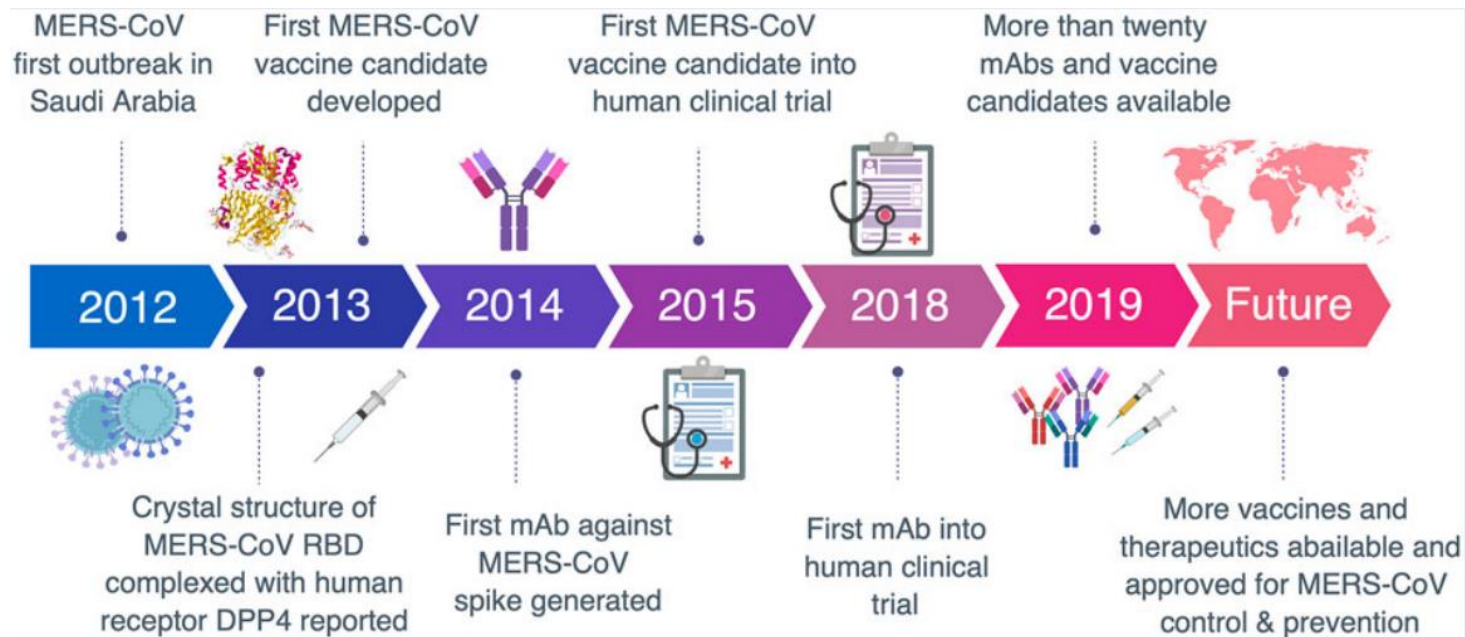 MERS-CoV
first outbreak in
Saudi Arabia
First MERS-CoV
vaccine candidate
developed
First MERS-CoV
vaccine candidate into
human clinical trial
More than twenty
mAbs and vaccine
candidates available
2012
2013
2014
2015
2018
2019
Future
Crystal structure of
MERS-CoV RBD
complexed with human
receptor DPP4 reported
First mAb against
MERS-CoV
spike generated
First mAb into
human clinical
trial
More vaccines and
therapeutics abailable and
approved for MERS-CoV
control & prevention